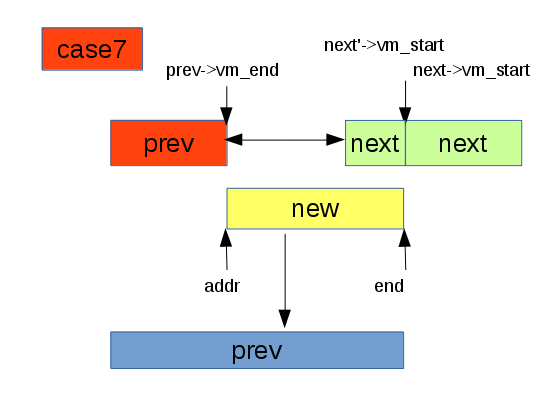 case7
next'->vm_start
prev->vm_end
next->vm_start
prev
next
next
new
addr
end
prev